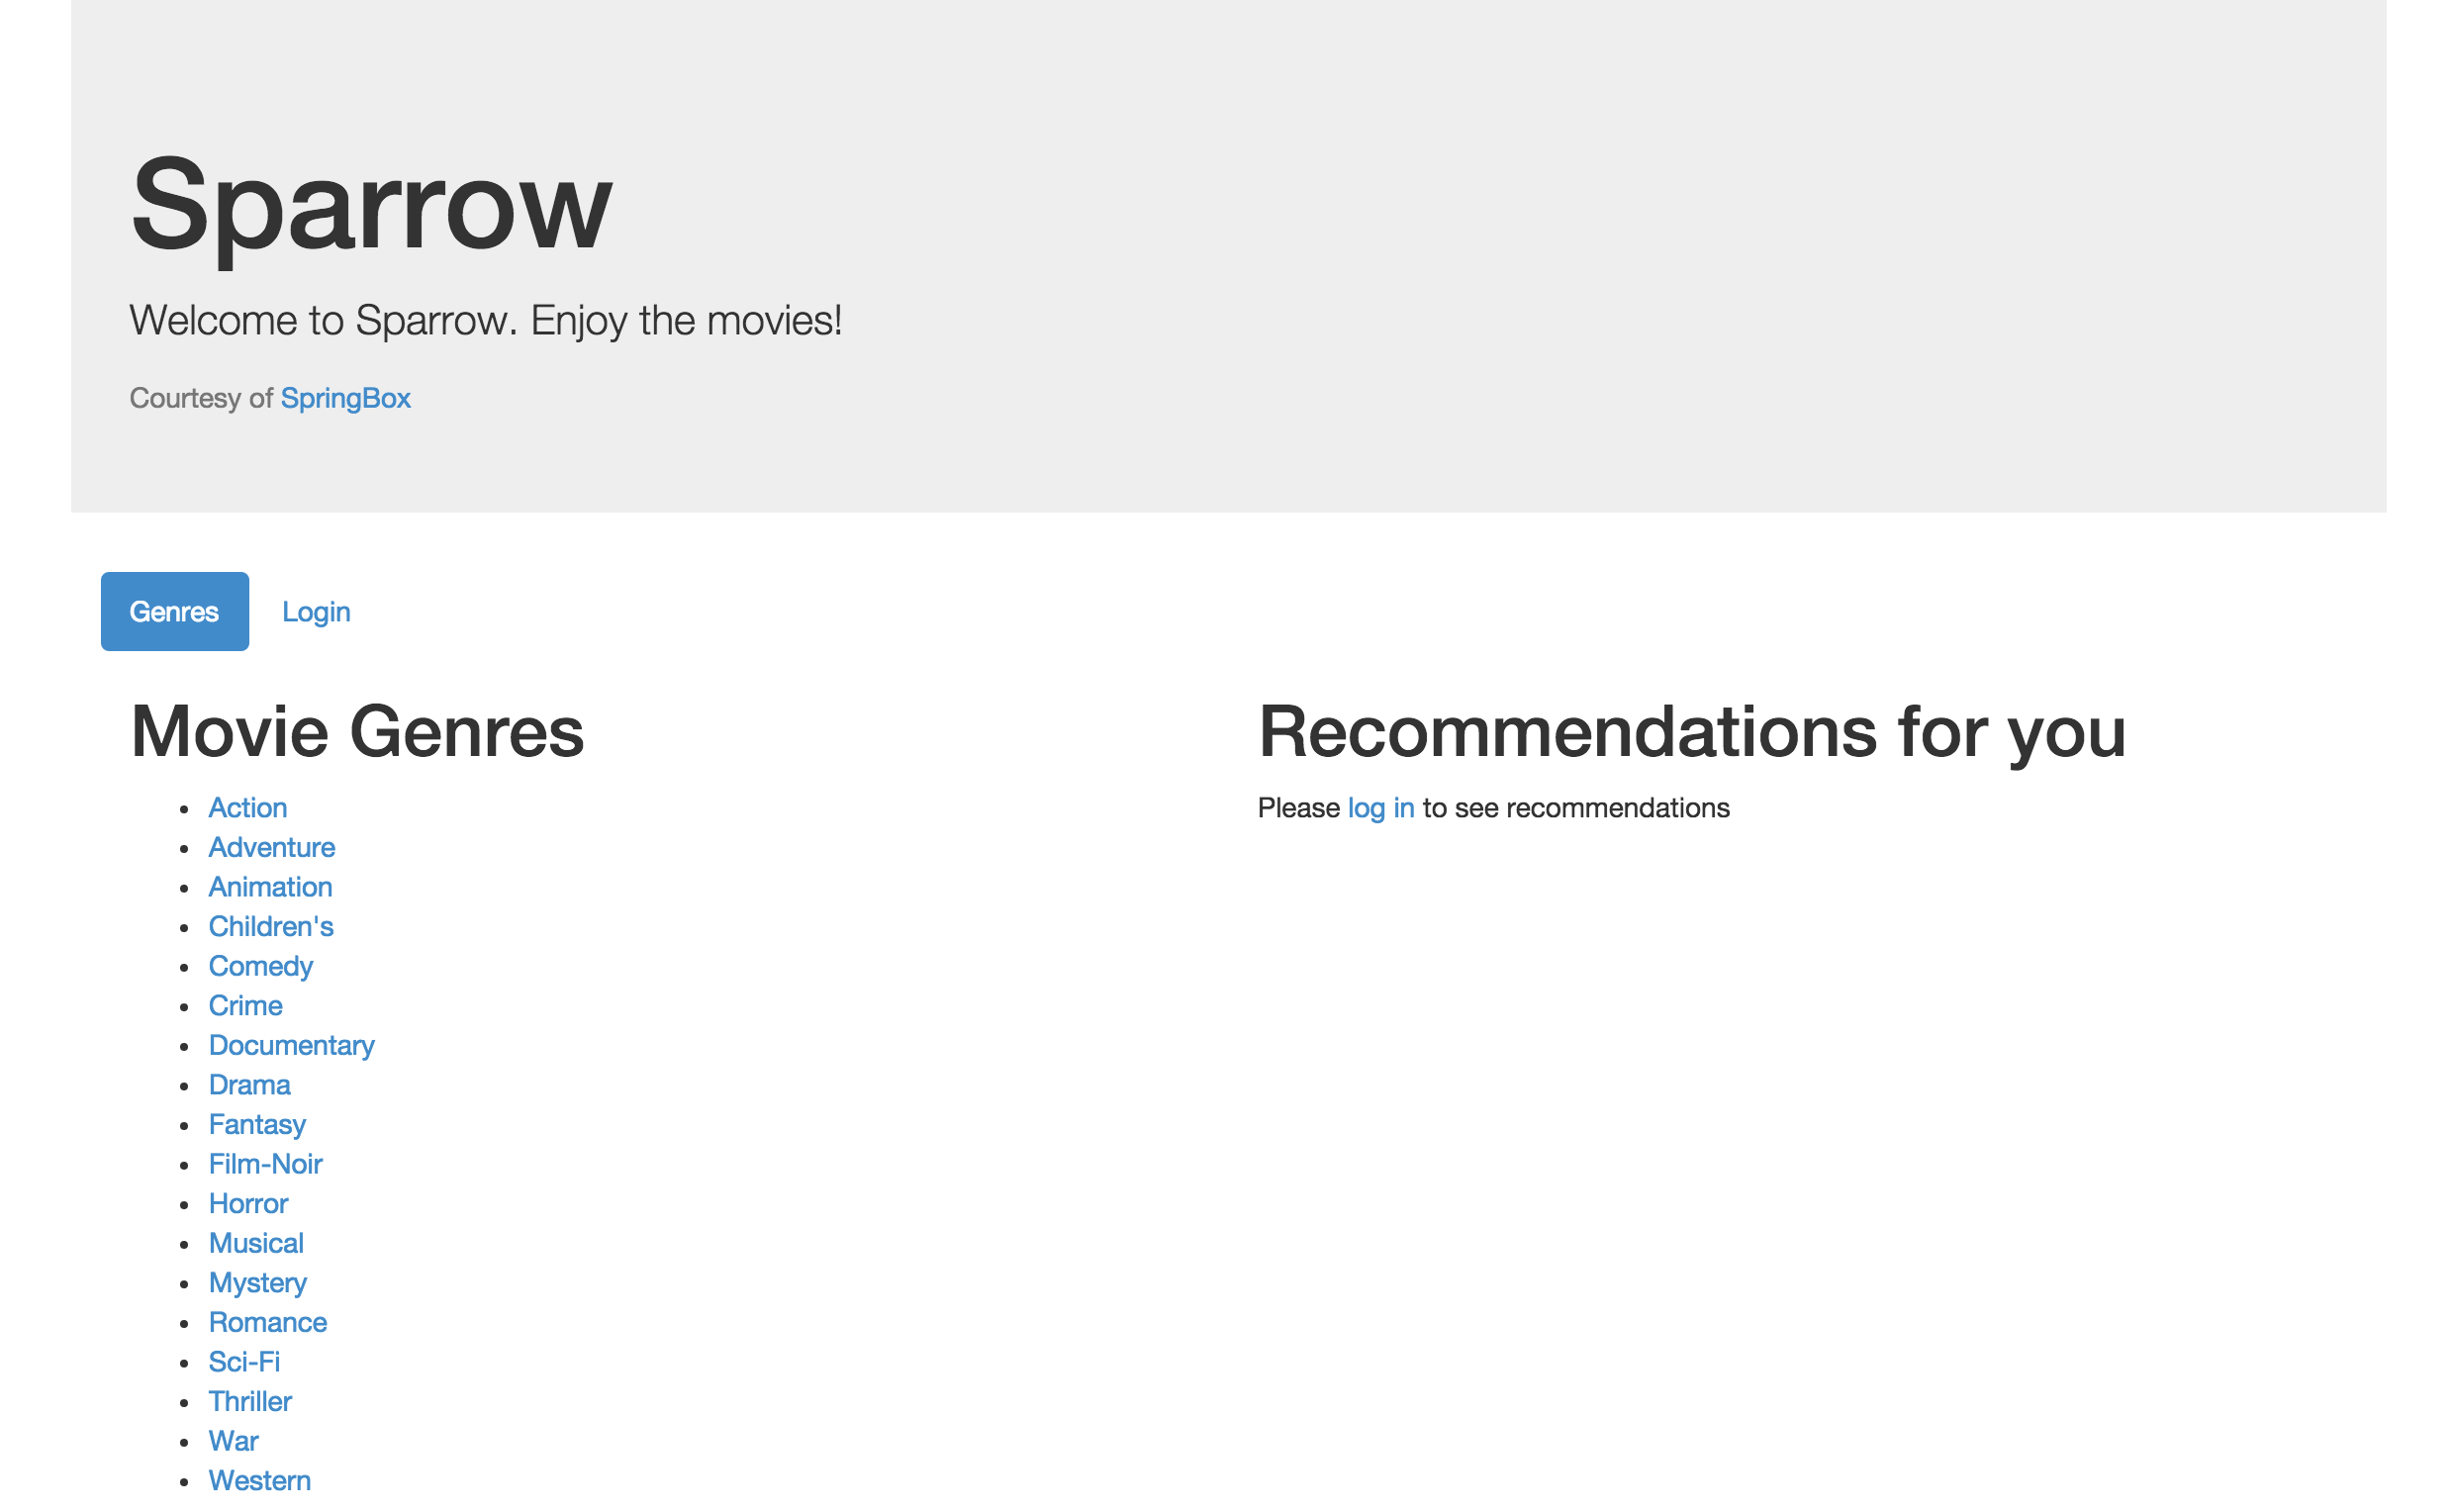 Sparrow
Welcome to Sparrow. Enjoy the movies!
Courtesy of SpringBox
Genres
Login
Movie Genres
Action
Adventure
Animation
Children's
Comedy
Crime
Documentary
Drama
Fantasy
Film-Noir
Horror
Musical
Mystery
Romance
Sci-Fi
Thriller
War
Western
Recommendations for you
Please log in to see recommendations